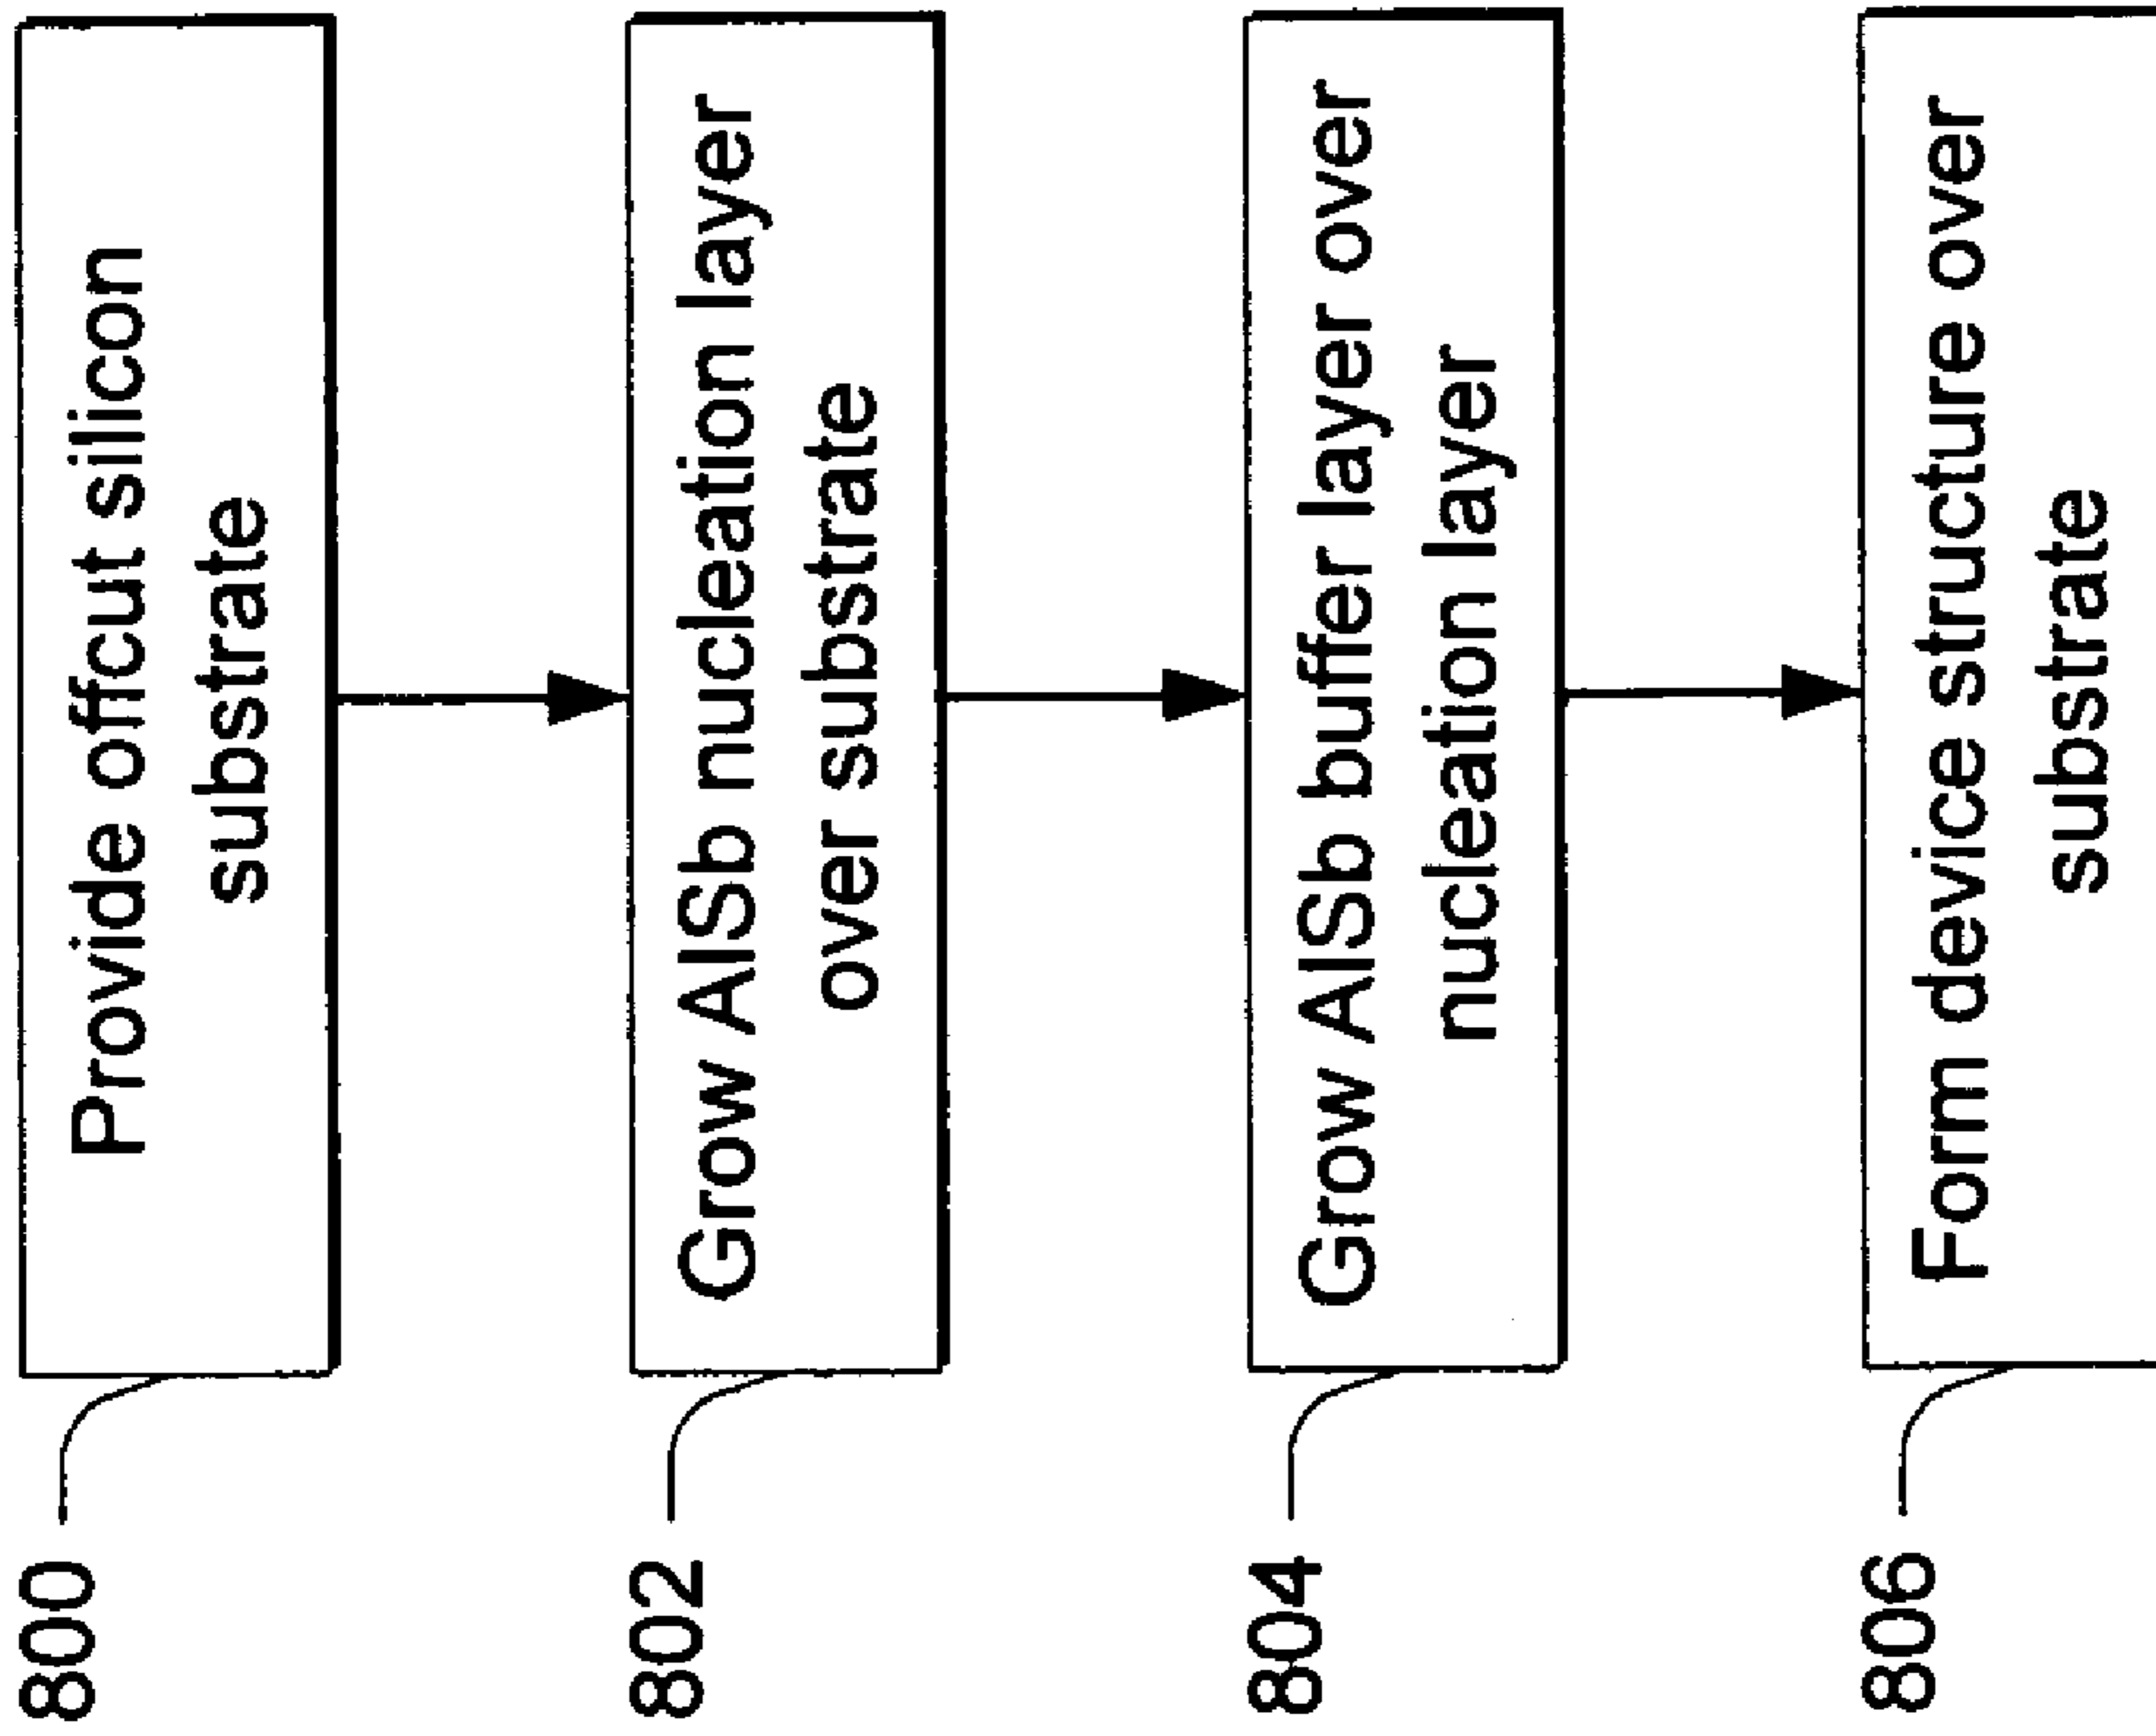 800
Provide offcut silicon
substrate
802
Grow AlSb nucleation layer
over substrate
804
Grow AlSb buffer layer over
nucleation layer
806
Form device structure over
substrate